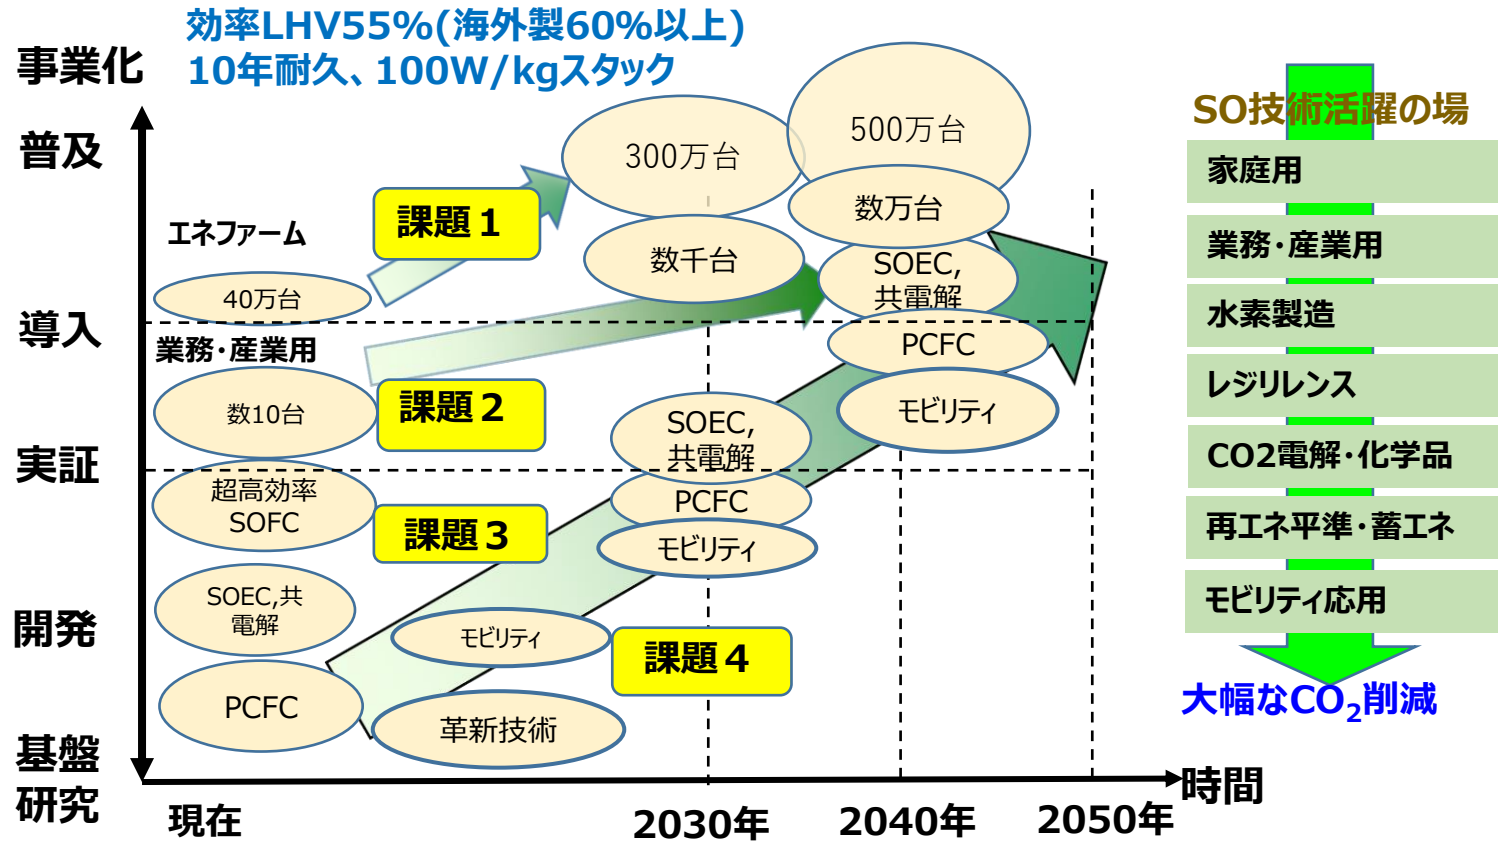 効率LHV55%(海外製60%以上)
10年耐久、100W/kgスタック
事業化
普及
導入
実証
開発
基盤
研究
エネファーム
40万台
業務・産業用
数10台
超高効率
SOFC
SOEC,共
電解
PCFC
課題１
課題２
課題３
課題４
モビリティ
革新技術
300万台
数千台
SOEC,
共電解
PCFC
モビリティ
500万台
数万台
SOEC,
共電解
PCFC
モビリティ
現在
2030年
2040年
2050年
時間
SO技術活躍の場
家庭用
業務・産業用
水素製造
レジリレンス
CO2電解・化学品
再エネ平準・蓄エネ
モビリティ応用
大幅なCO₂削減